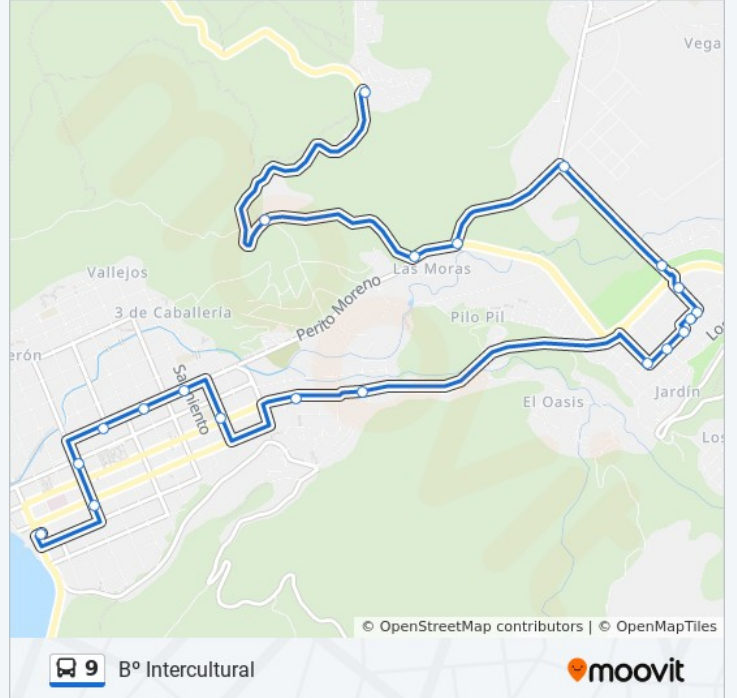 Vega
Vallejos
Las Moras
3 de Caballería
Perito Moreno
Pilo Pil
erón
Sarmiento
El Oasis
Jardín
Los
Los
© OpenStreetMap contributors | © OpenMapTiles
9 Bº Intercultural
moovit